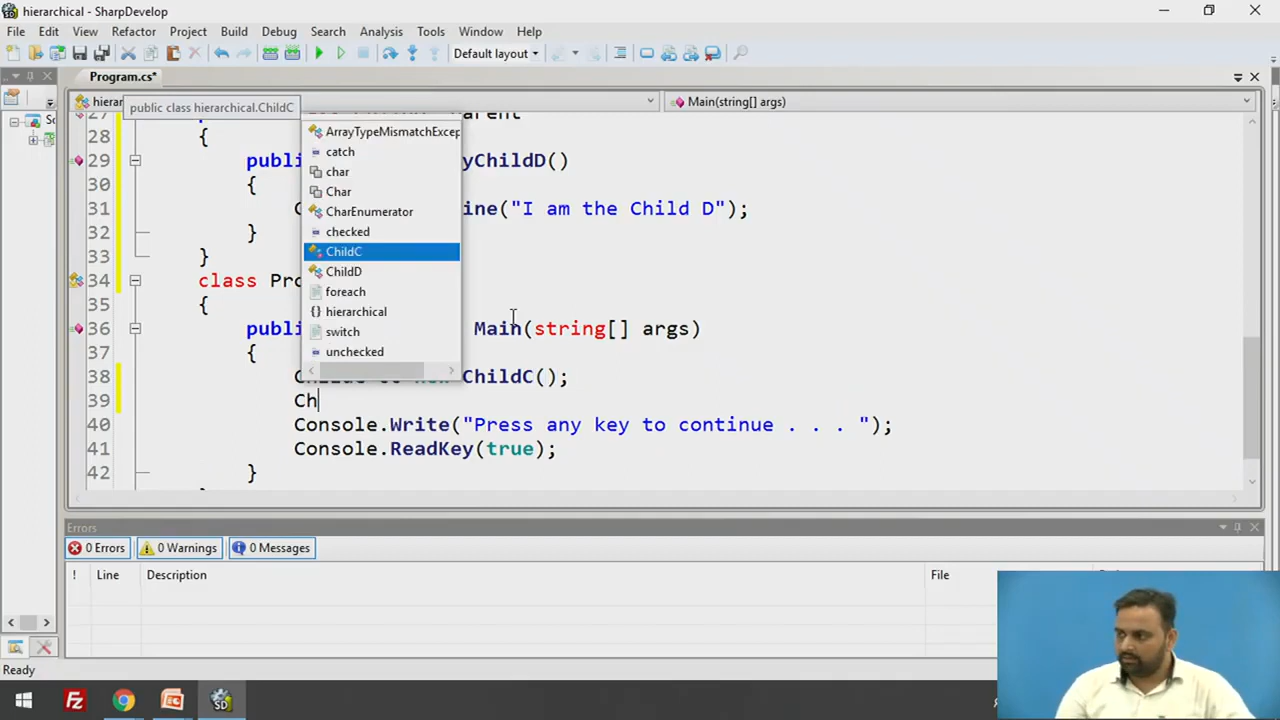 hierarchical - SharpDevelop
File Edit View Refactor Project Build Debug Search Analysis Tools Window Help
Default layout
Program.cs*
hierar
public class hierarchical.ChildC
Main(string[] args)
27
28 {
29 publi yChildD()
30 {
31 C ine("I am the Child D");
32 }
33 }
34 class Pro
35 {
36 publi Main(string[] args)
37 {
38 ChildC();
39 Ch
40 Console.Write("Press any key to continue . . . ");
41 Console.ReadKey(true);
42 }
ArrayTypeMismatchExcep
catch
char
Char
CharEnumerator
checked
ChildC
ChildD
foreach
{} hierarchical
switch
unchecked
Errors
0 Errors 0 Warnings 0 Messages
! Line Description File
Ready